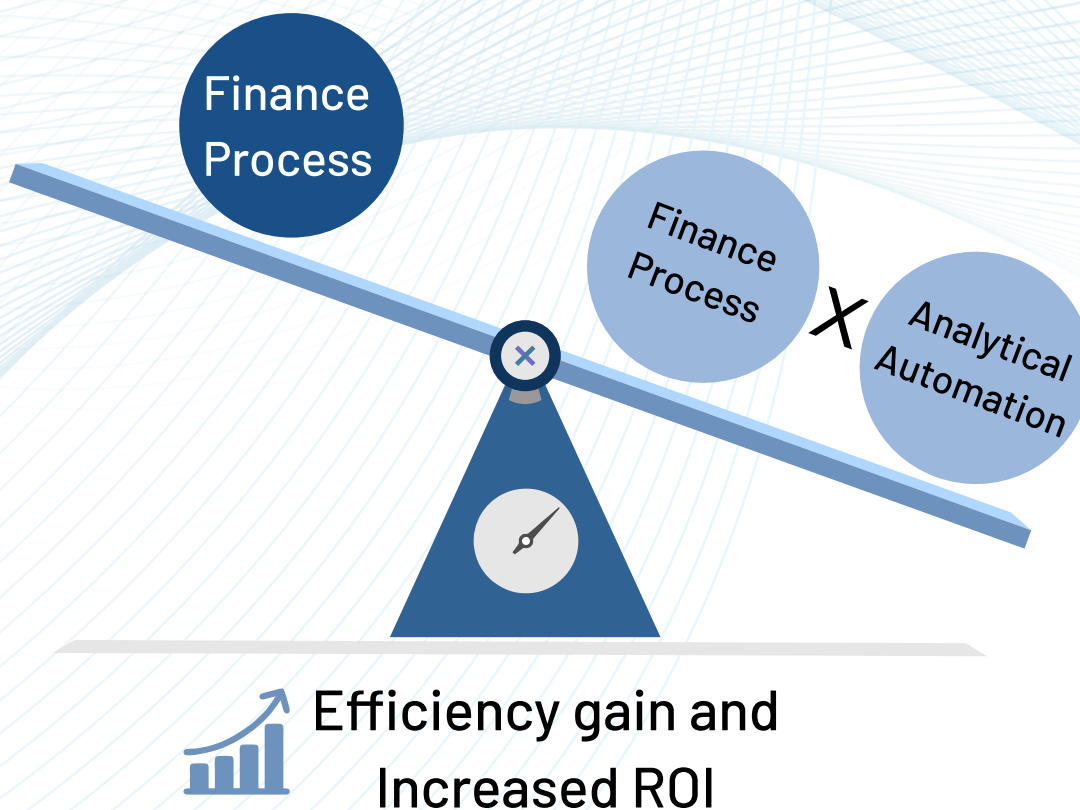 Finance
Process
Finance
Process
X
Analytical
Automation
Efficiency gain and
Increased ROI